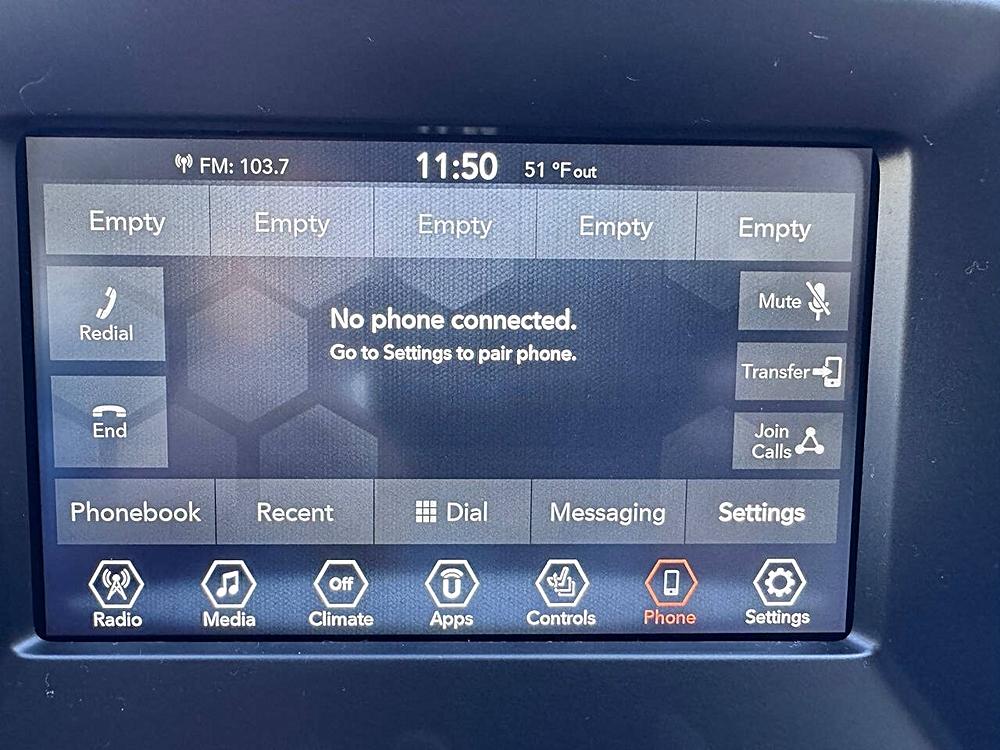 FM: 103.7 11:50 51 °F out
Empty Empty Empty Empty Empty
Redial
End
No phone connected.
Go to Settings to pair phone.
Mute
Transfer
Join
Calls
Phonebook Recent Dial Messaging Settings
Off
Radio Media Climate Apps Controls Phone Settings